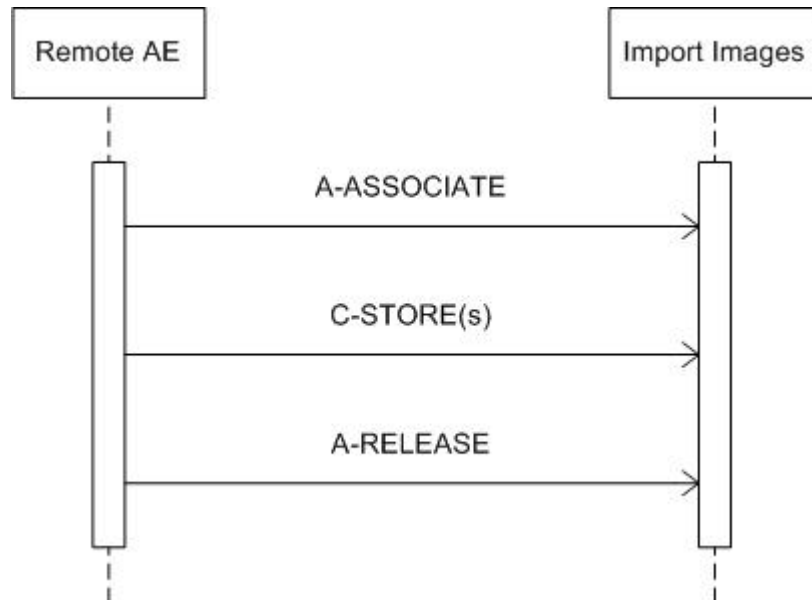 Remote AE
Import Images
A-ASSOCIATE
C-STORE(s)
A-RELEASE